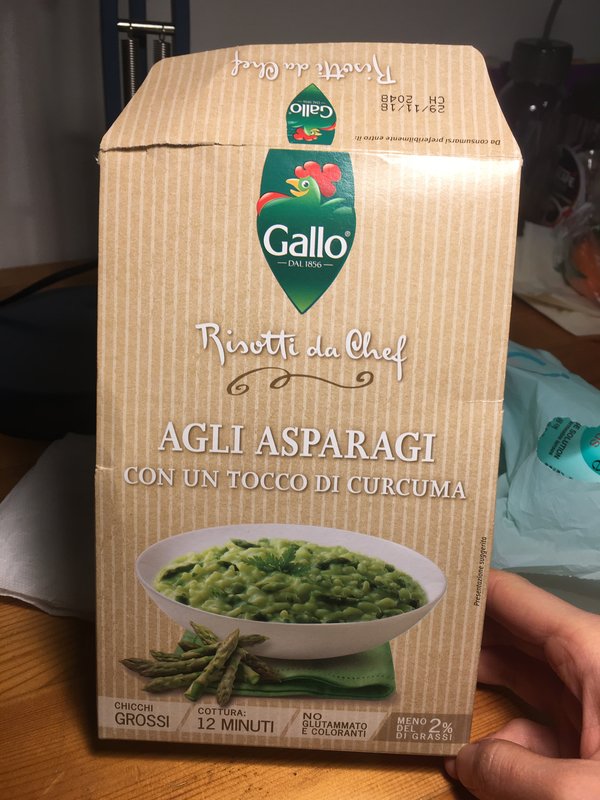 Risotti da Chef
29/11/18
CH 2048
Da consumarsi preferibilmente entro il:
Gallo
Gallo®
DAL 1856
Risotti da Chef
AGLI ASPARAGI
CON UN TOCCO DI CURCUMA
Presentazione suggerita
CHICCHI
GROSSI
COTTURA:
12 MINUTI
NO
GLUTAMMATO
E COLORANTI
MENO
DEL 2%
DI GRASSI
SOLUTION